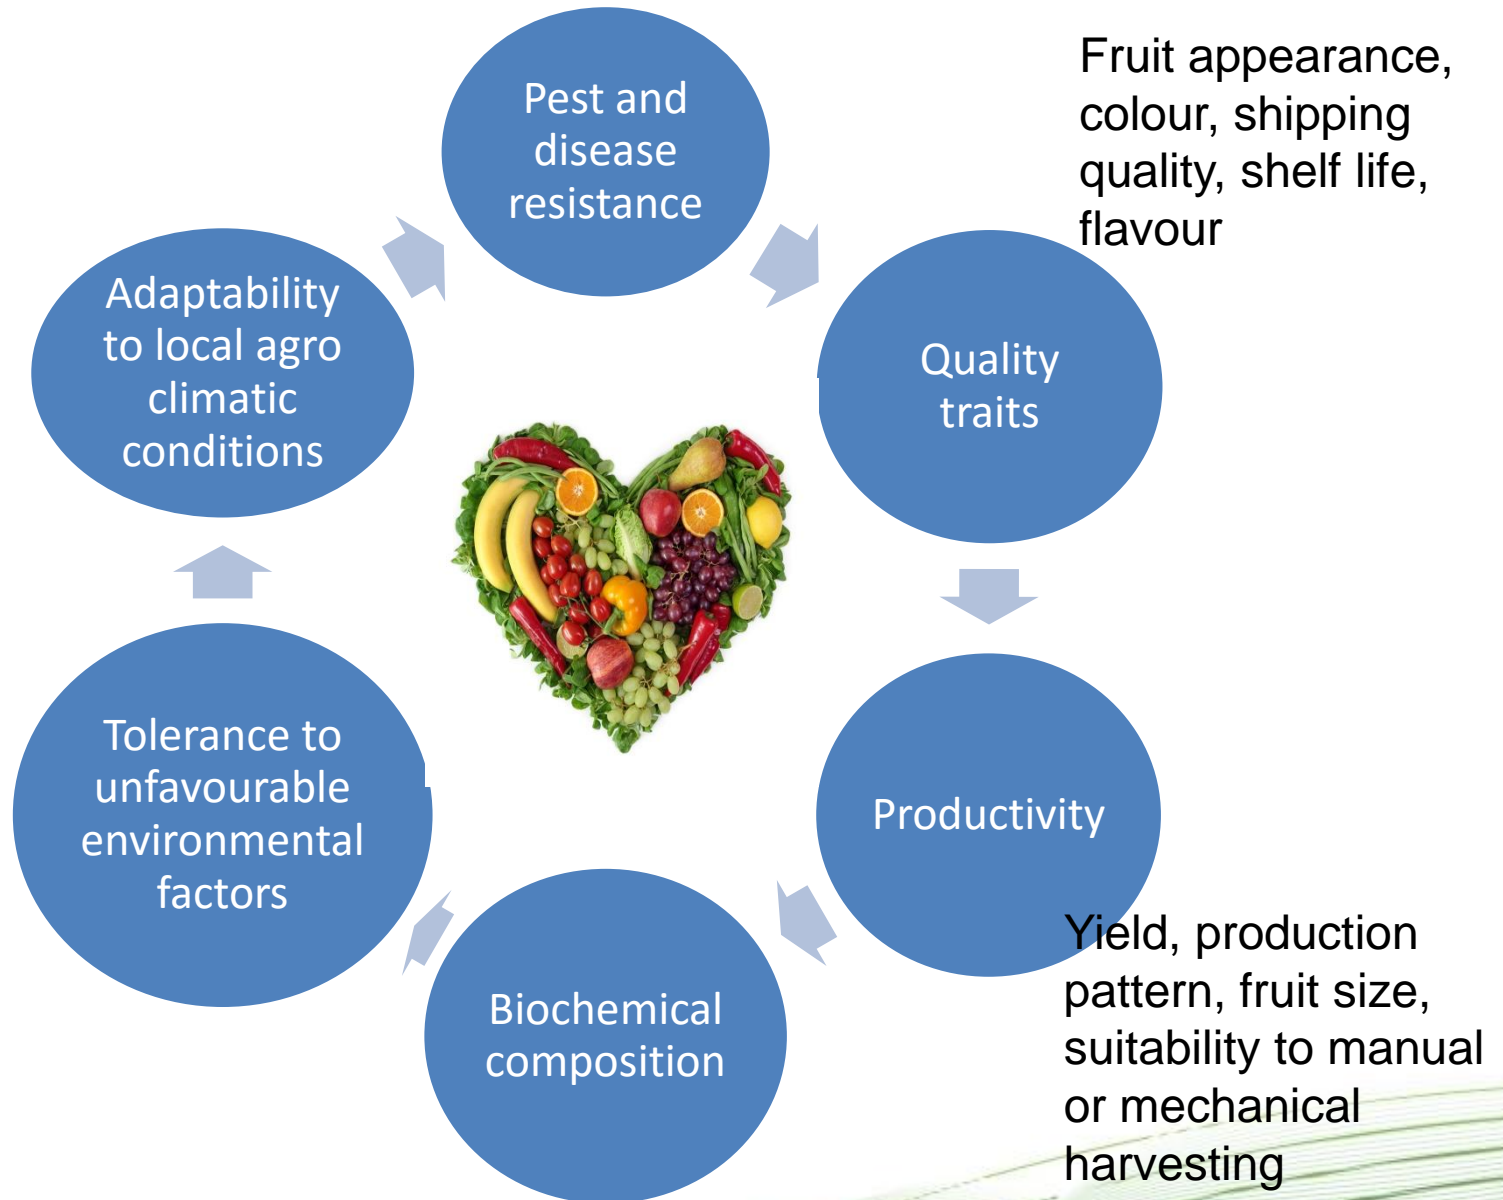 Pest and
disease
resistance
Fruit appearance,
colour, shipping
quality, shelf life,
flavour
Quality
traits
Productivity
Yield, production
pattern, fruit size,
suitability to manual
or mechanical
harvesting
Biochemical
composition
Tolerance to
unfavourable
environmental
factors
Adaptability
to local agro
climatic
conditions